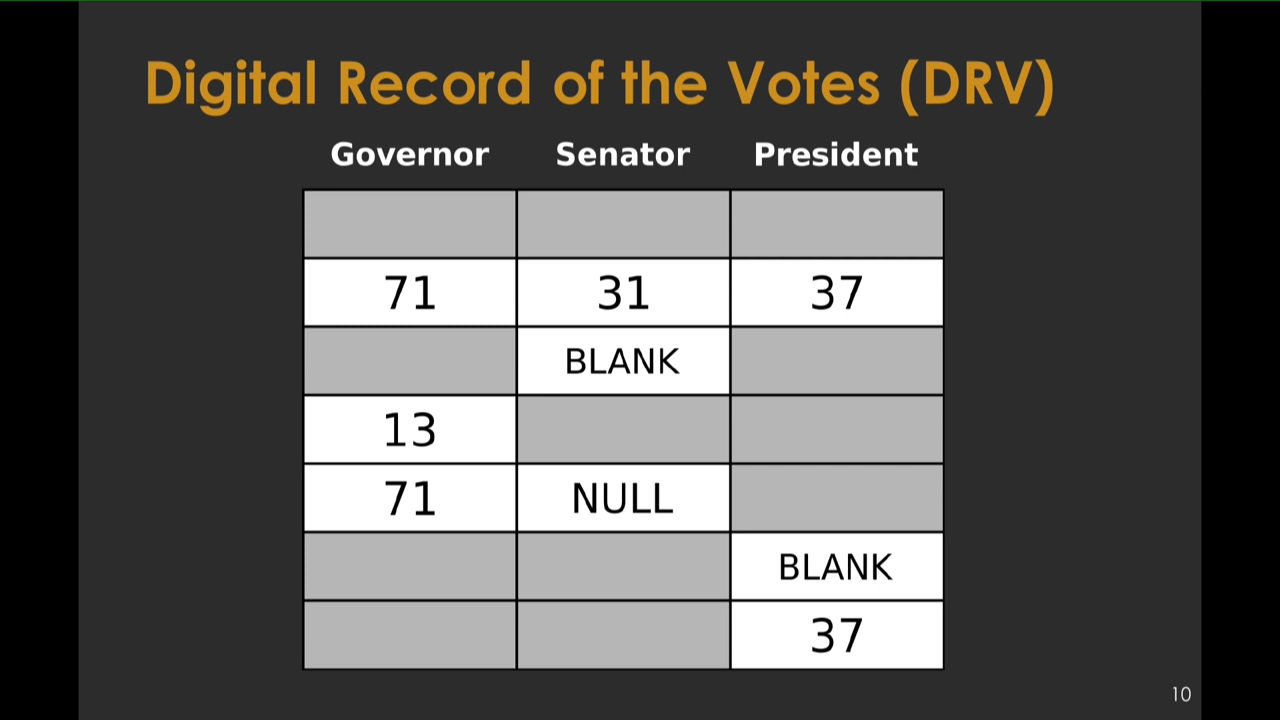 Digital Record of the Votes (DRV)
Governor Senator President
71 31 37
BLANK
13
71 NULL
BLANK
37
10